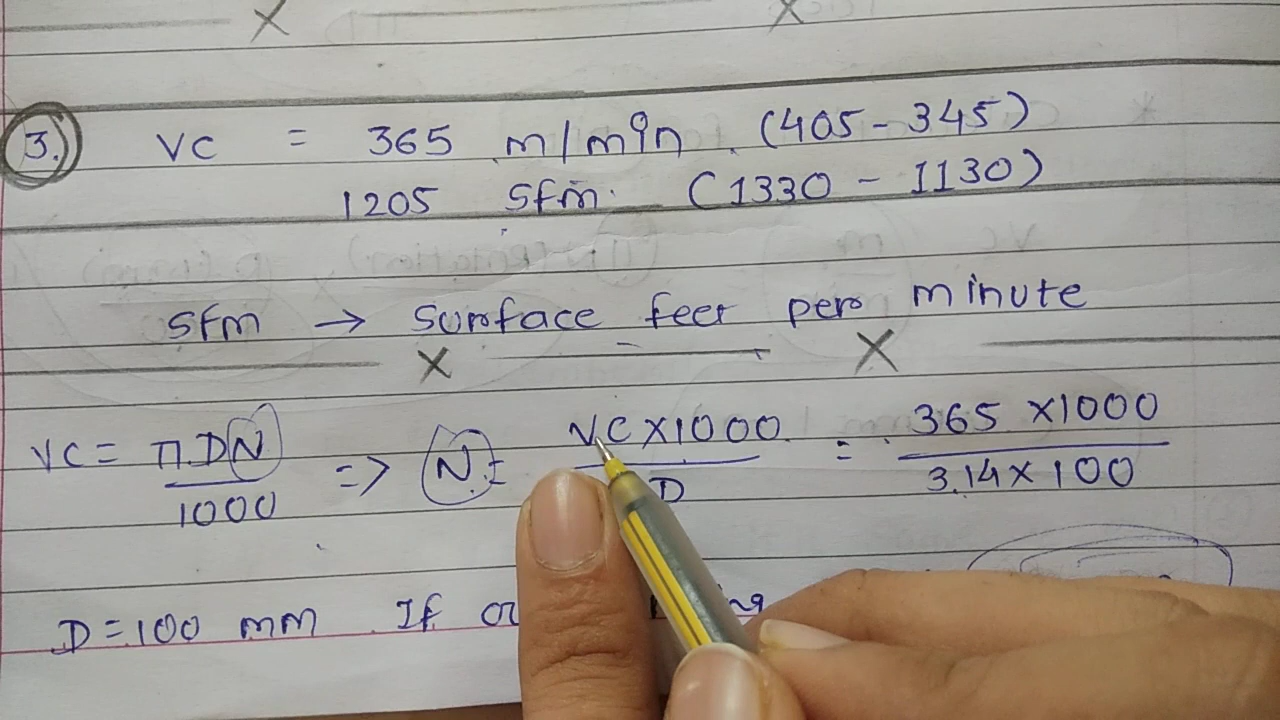 3. VC = 365 m/min. (405 - 345)
1205 Sfm. (1330 - 1130)
SFM → Surface feet per minute
VC = ΠDN/1000 => N = VC×1000/D = 365 ×1000/3.14×100
D=100 mm If